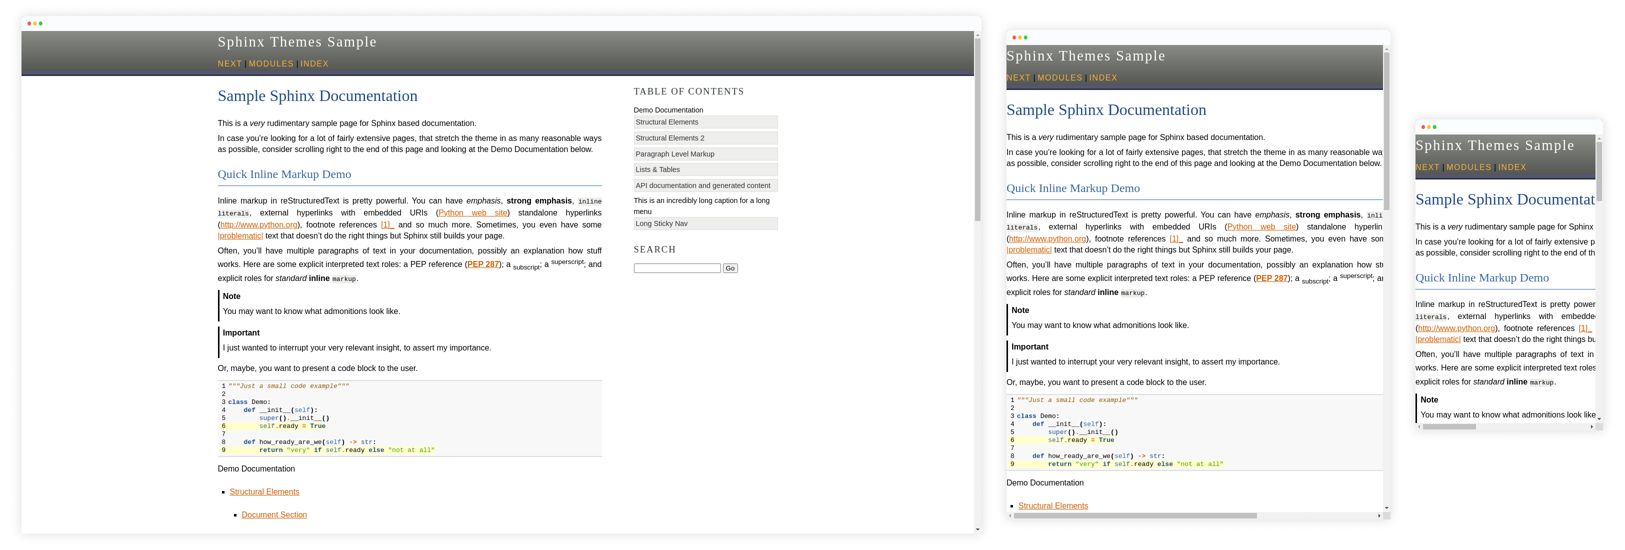 Sphinx Themes Sample
NEXT | MODULES | INDEX
Sample Sphinx Documentation
This is a very rudimentary sample page for Sphinx based documentation.
In case you're looking for a lot of fairly extensive pages, that stretch the theme in as many reasonable ways
as possible, consider scrolling right to the end of this page and looking at the Demo Documentation below.
Quick Inline Markup Demo
Inline markup in reStructuredText is pretty powerful. You can have emphasis, strong emphasis, inline
literals, external hyperlinks with embedded URIs (Python web site) standalone hyperlinks
(http://www.python.org), footnote references [1]_ and so much more. Sometimes, you even have some
|problematic| text that doesn't do the right things but Sphinx still builds your page.
Often, you'll have multiple paragraphs of text in your documentation, possibly an explanation how stuff
works. Here are some explicit interpreted text roles: a PEP reference (PEP 287); a subscript; a superscript; and
explicit roles for standard inline markup.
Note
You may want to know what admonitions look like.
Important
I just wanted to interrupt your very relevant insight, to assert my importance.
Or, maybe, you want to present a code block to the user.
1 """Just a small code example"""
2
3 class Demo:
4     def __init__(self):
5         super().__init__()
6         self.ready = True
7
8     def how_ready_are_we(self) -> str:
9         return "very" if self.ready else "not at all"
Demo Documentation
Structural Elements
Document Section
TABLE OF CONTENTS
Demo Documentation
Structural Elements
Structural Elements 2
Paragraph Level Markup
Lists & Tables
API documentation and generated content
This is an incredibly long caption for a long
menu
Long Sticky Nav
SEARCH
Go
Sphinx Themes Sample
NEXT | MODULES | INDEX
Sample Sphinx Documentation
This is a very rudimentary sample page for Sphinx based documentation.
In case you're looking for a lot of fairly extensive pages, that stretch the theme in as many reasonable wa
as possible, consider scrolling right to the end of this page and looking at the Demo Documentation below.
Quick Inline Markup Demo
Inline markup in reStructuredText is pretty powerful. You can have emphasis, strong emphasis, inli
literals, external hyperlinks with embedded URIs (Python web site) standalone hyperlin
(http://www.python.org), footnote references [1]_ and so much more. Sometimes, you even have son
|problematic| text that doesn't do the right things but Sphinx still builds your page.
Often, you'll have multiple paragraphs of text in your documentation, possibly an explanation how stu
works. Here are some explicit interpreted text roles: a PEP reference (PEP 287); a subscript; a superscript; a
explicit roles for standard inline markup.
Note
You may want to know what admonitions look like.
Important
I just wanted to interrupt your very relevant insight, to assert my importance.
Or, maybe, you want to present a code block to the user.
1 """Just a small code example"""
2
3 class Demo:
4     def __init__(self):
5         super().__init__()
6         self.ready = True
7
8     def how_ready_are_we(self) -> str:
9         return "very" if self.ready else "not at all"
Demo Documentation
Structural Elements
Sphinx Themes Sample
NEXT | MODULES | INDEX
Sample Sphinx Documentat
This is a very rudimentary sample page for Sphinx
In case you're looking for a lot of fairly extensive p
as possible, consider scrolling right to the end of th
Quick Inline Markup Demo
Inline markup in reStructuredText is pretty power
literals, external hyperlinks with embedde
(http://www.python.org), footnote references [1]_
|problematic| text that doesn't do the right things bu
Often, you'll have multiple paragraphs of text in
works. Here are some explicit interpreted text roles
explicit roles for standard inline markup.
Note
You may want to know what admonitions look like